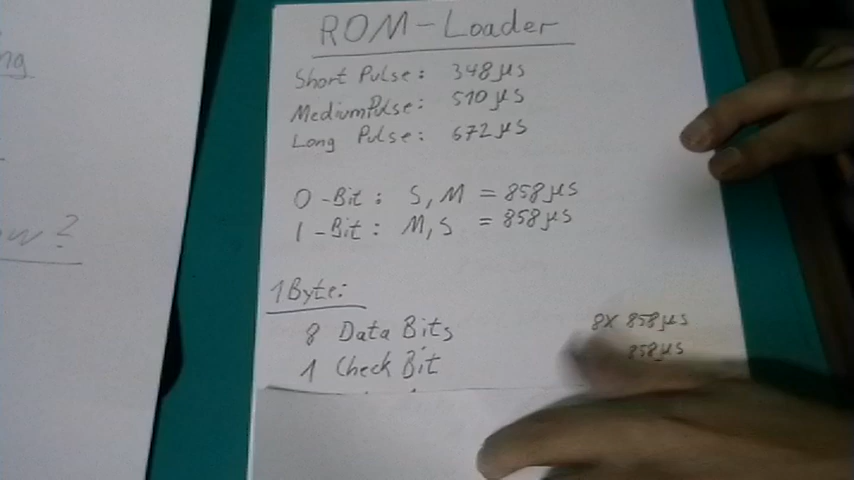 ng
w?
ROM-Loader
Short Pulse: 348µs
MediumPulse: 510µs
Long Pulse: 672µs
0-Bit: S, M = 858µs
1-Bit: M, S = 858µs
1Byte:
8 Data Bits 8x 858µs
1 Check Bit 858µs